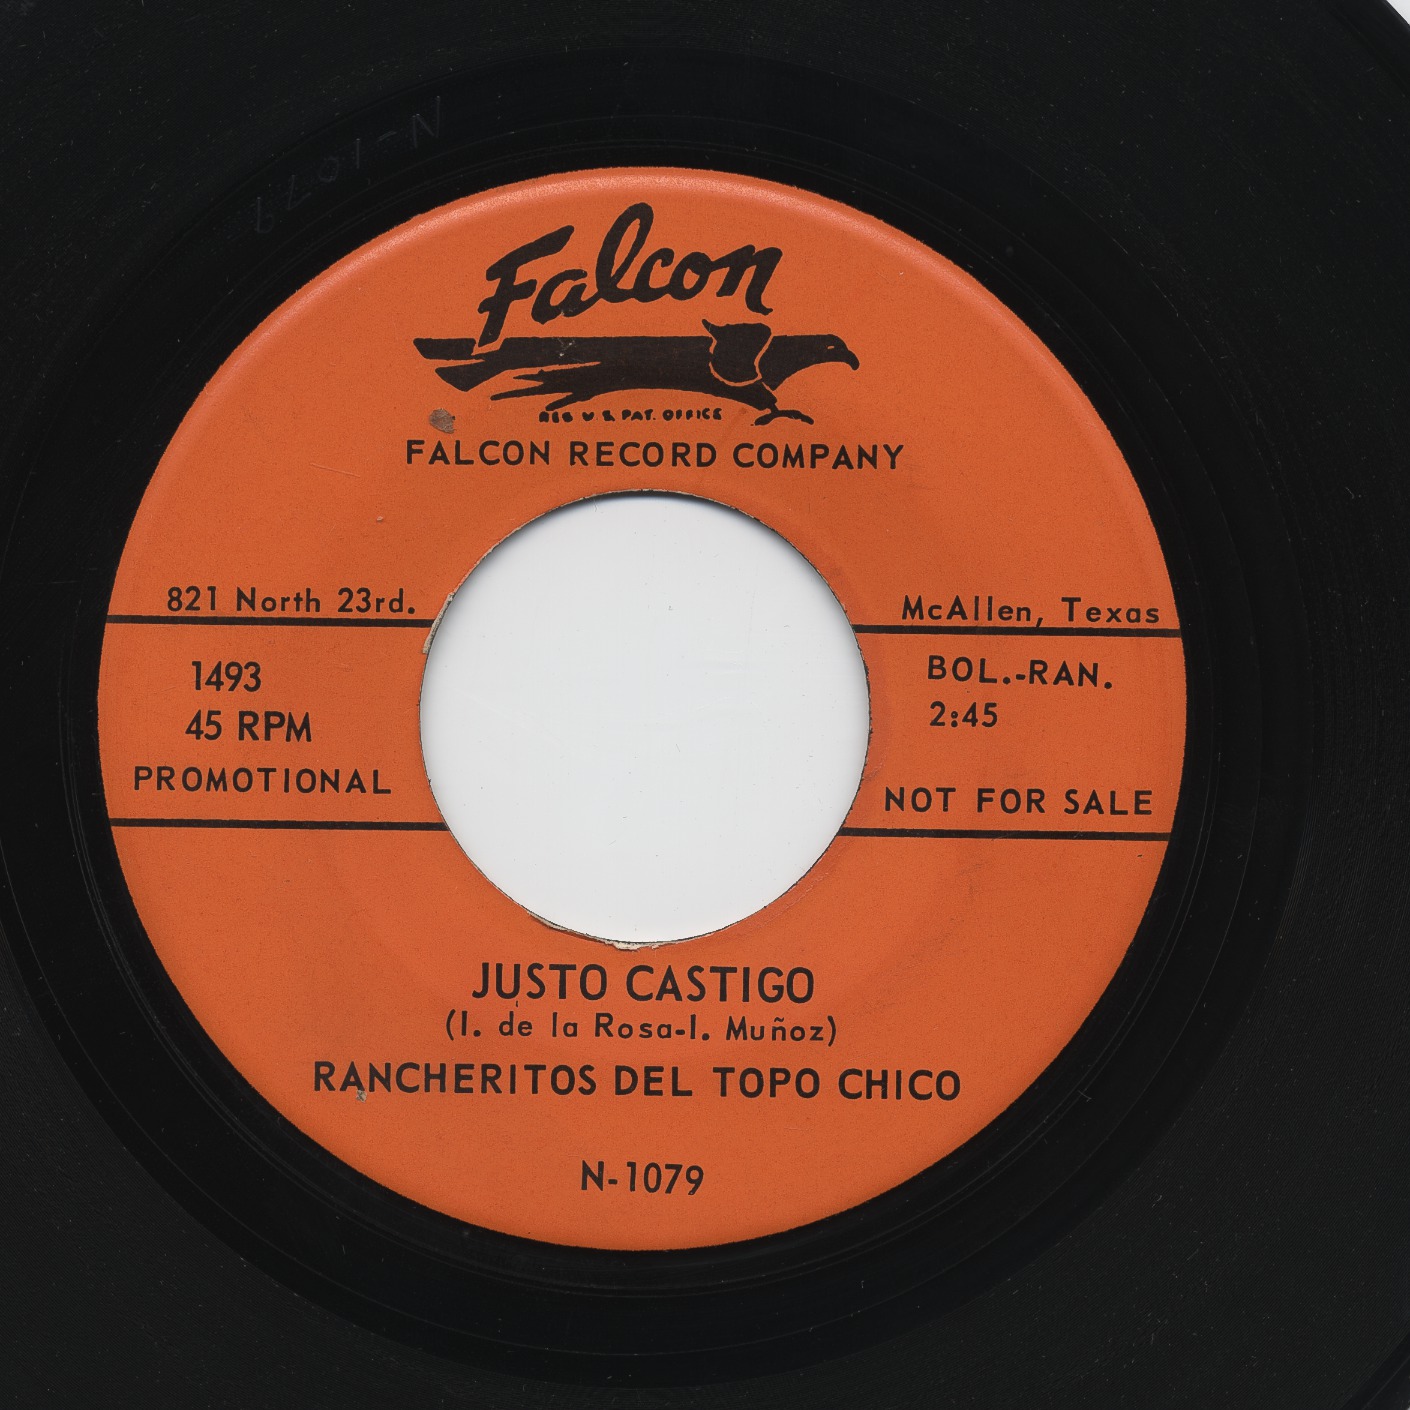 N-1079
Falcon
REG U S PAT. OFFICE
FALCON RECORD COMPANY
821 North 23rd.
McAllen, Texas
1493
45 RPM
PROMOTIONAL
BOL.-RAN.
2:45
NOT FOR SALE
JUSTO CASTIGO
(I. de la Rosa-I. Muñoz)
RANCHERITOS DEL TOPO CHICO
N-1079